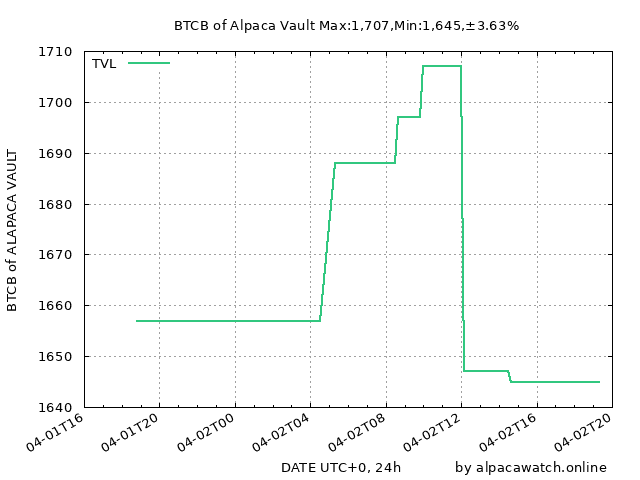 BTCB of Alpaca Vault Max:1,707,Min:1,645,±3.63%
TVL
1710
1700
1690
1680
1670
1660
1650
1640
BTCB of ALAPACA VAULT
04-01T16
04-01T20
04-02T00
04-02T04
04-02T08
04-02T12
04-02T16
04-02T20
DATE UTC+0, 24h
by alpacawatch.online